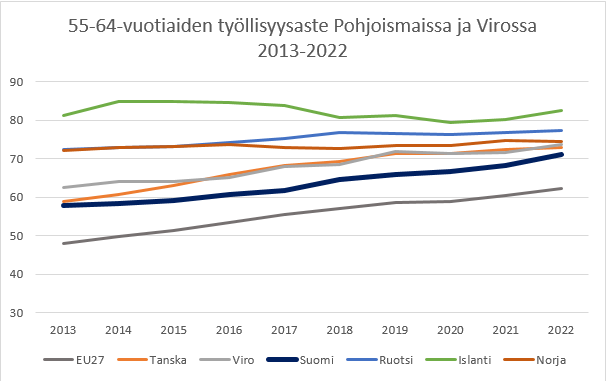 55-64-vuotiaiden työllisyysaste Pohjoismaissa ja Virossa
2013-2022
90
80
70
60
50
40
30
2013 2014 2015 2016 2017 2018 2019 2020 2021 2022
EU27 Tanska Viro Suomi Ruotsi Islanti Norja